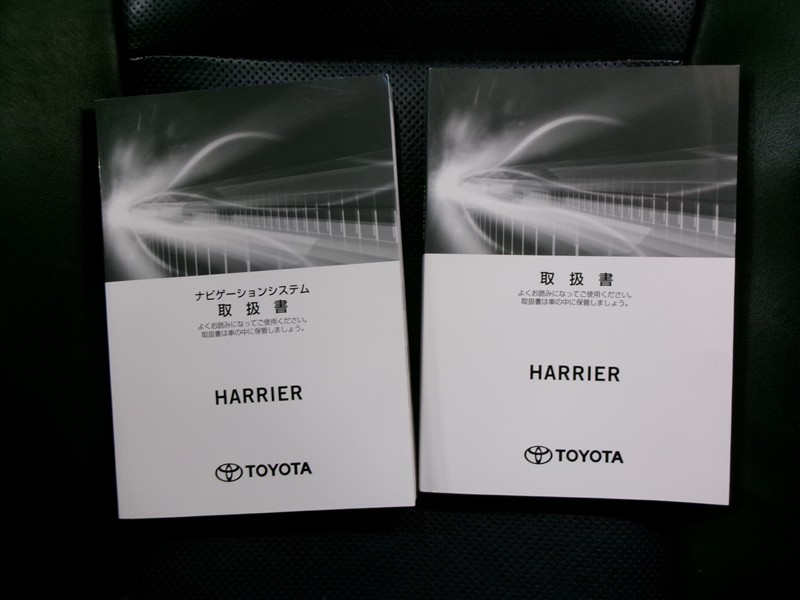 ナビゲーションシステム
取扱書
よくお読みになってご使用ください。
取扱書は車の中に保管しましょう。
HARRIER
TOYOTA
取扱書
よくお読みになってご使用ください。
取扱書は車の中に保管しましょう。
HARRIER
TOYOTA